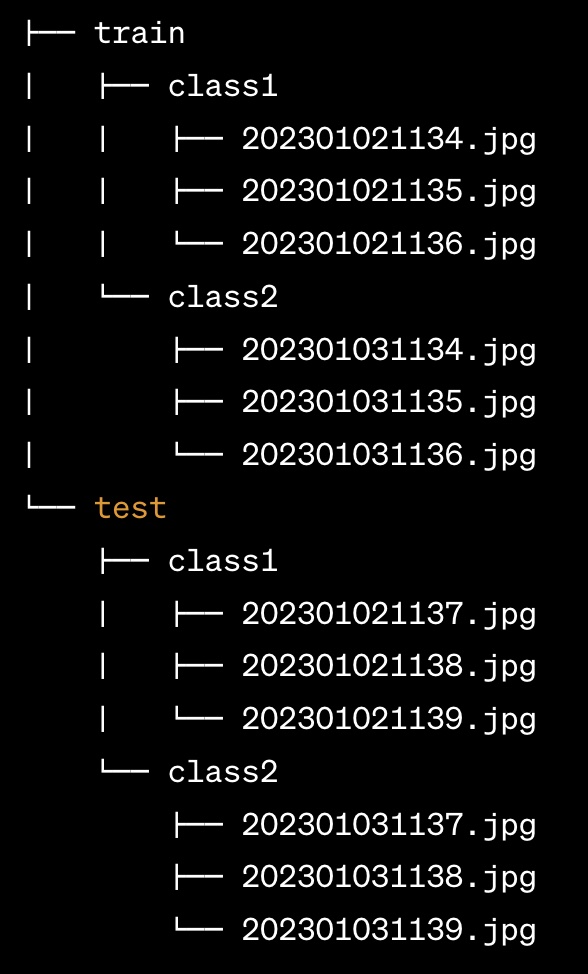 ├── train
|   ├── class1
|   |   ├── 202301021134.jpg
|   |   ├── 202301021135.jpg
|   |   └── 202301021136.jpg
|   └── class2
|       ├── 202301031134.jpg
|       ├── 202301031135.jpg
|       └── 202301031136.jpg
└── test
    ├── class1
    |   ├── 202301021137.jpg
    |   ├── 202301021138.jpg
    |   └── 202301021139.jpg
    └── class2
        ├── 202301031137.jpg
        ├── 202301031138.jpg
        └── 202301031139.jpg